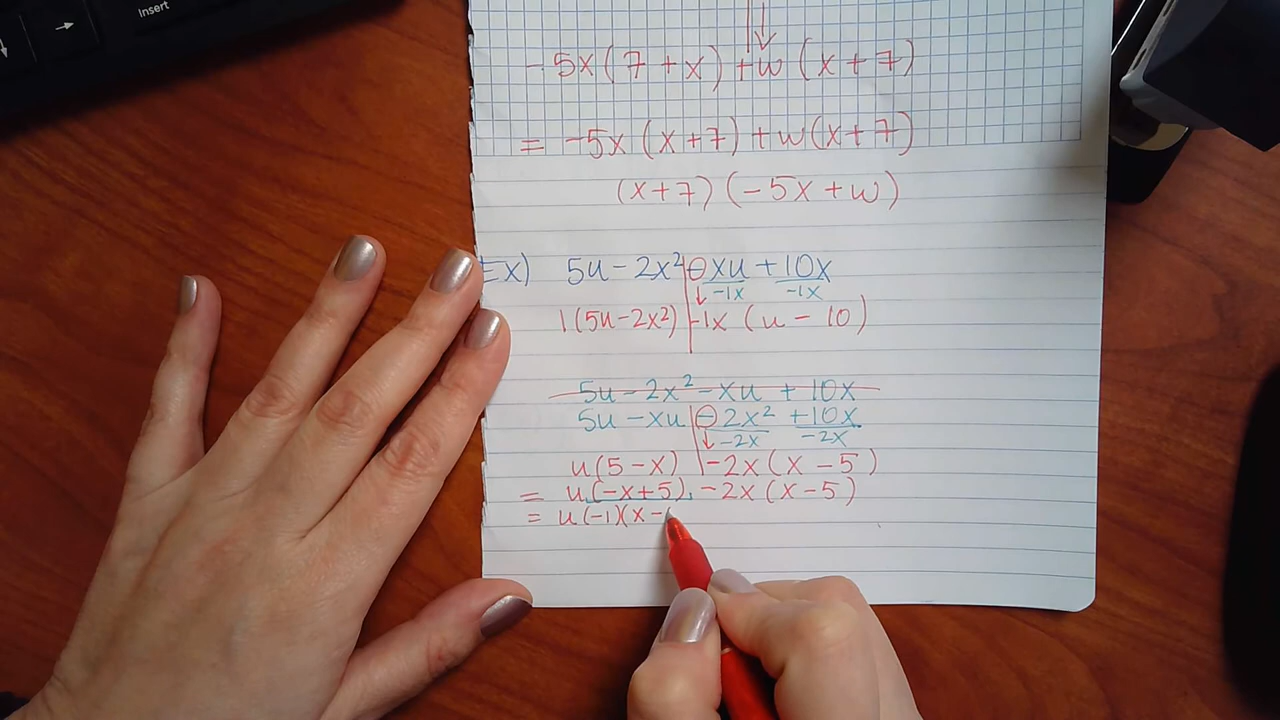 Insert
-5x(7+x)+w(x+7)
= -5x(x+7)+w(x+7)
(x+7)(-5x+w)
Ex) 5u-2x²-xu+10x
-1x -1x
1(5u-2x²)-1x(u-10)
5u-2x²-xu+10x
5u-xu-2x²+10x
-2x -2x
u(5-x) -2x(x-5)
= u(-x+5)-2x(x-5)
= u(-1)(x-